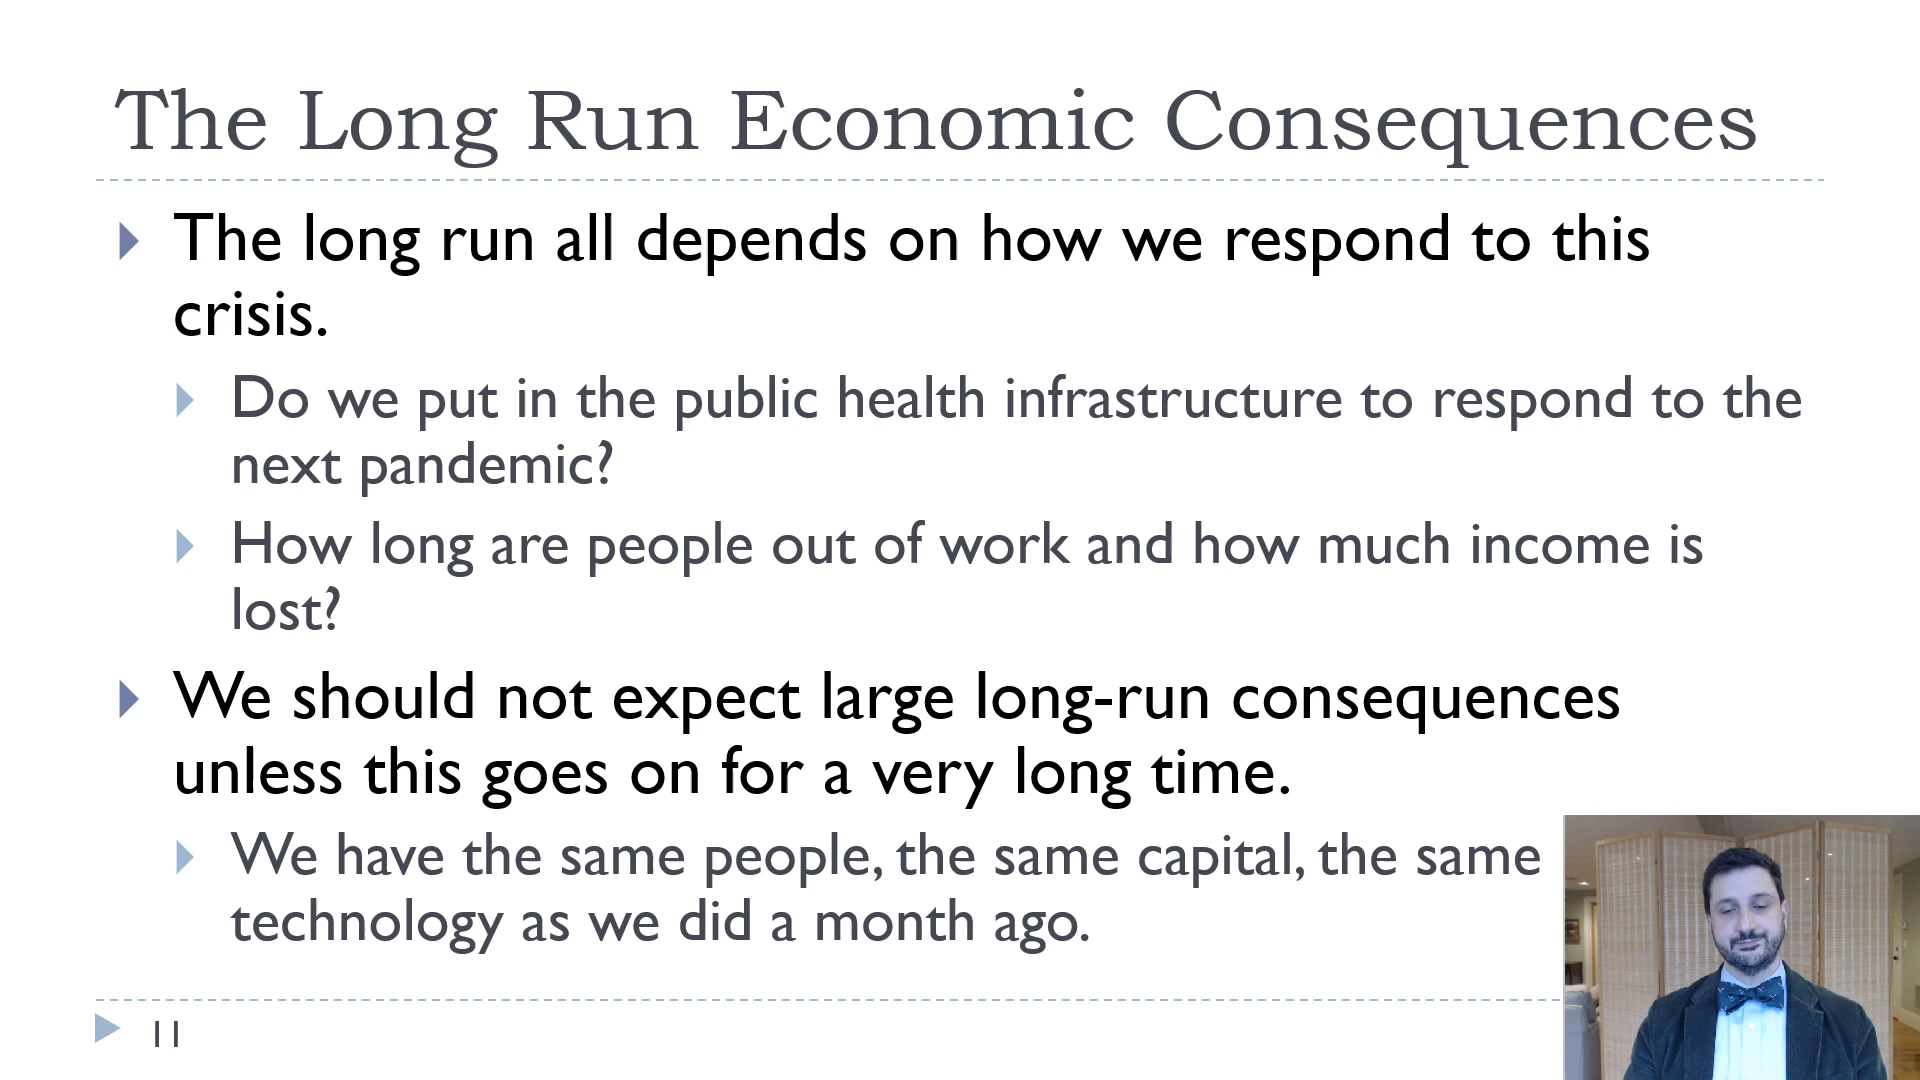 The Long Run Economic Consequences
The long run all depends on how we respond to this
crisis.
Do we put in the public health infrastructure to respond to the
next pandemic?
How long are people out of work and how much income is
lost?
We should not expect large long-run consequences
unless this goes on for a very long time.
We have the same people, the same capital, the same
technology as we did a month ago.
11